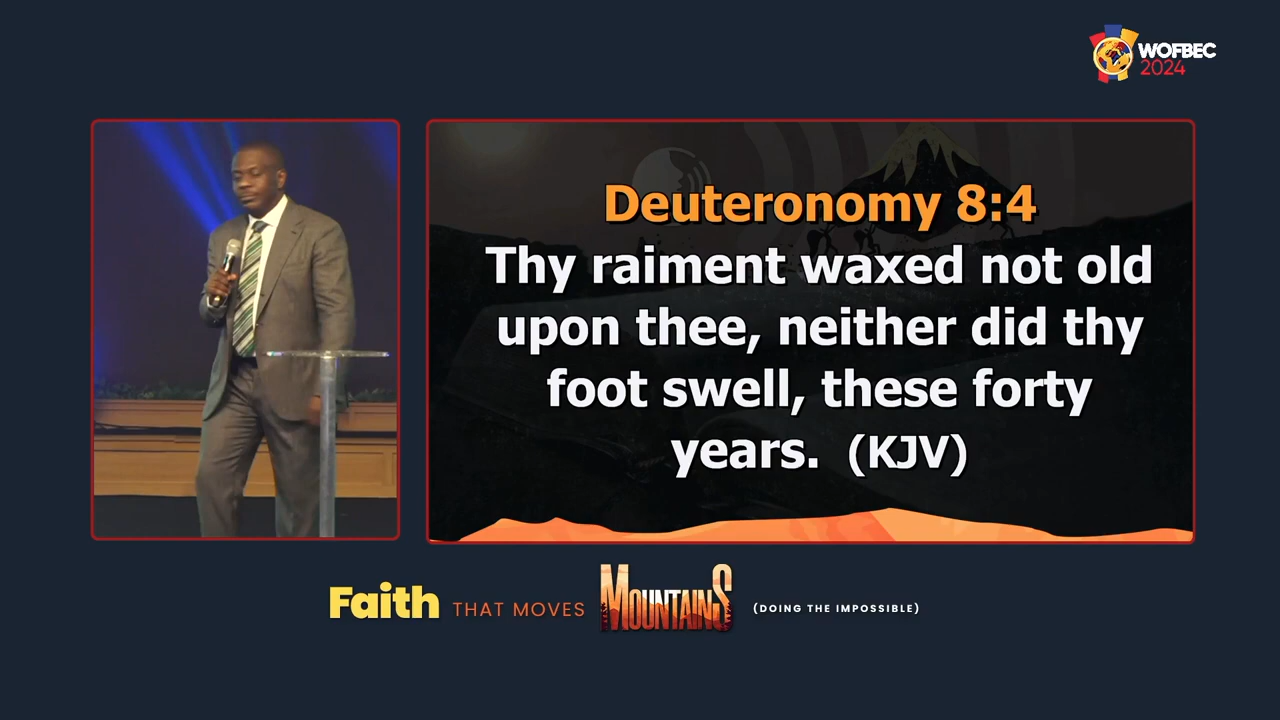 WOFBEC
2024
Deuteronomy 8:4
Thy raiment waxed not old
upon thee, neither did thy
foot swell, these forty
years. (KJV)
Faith THAT MOVES MOUNTAINS (DOING THE IMPOSSIBLE)